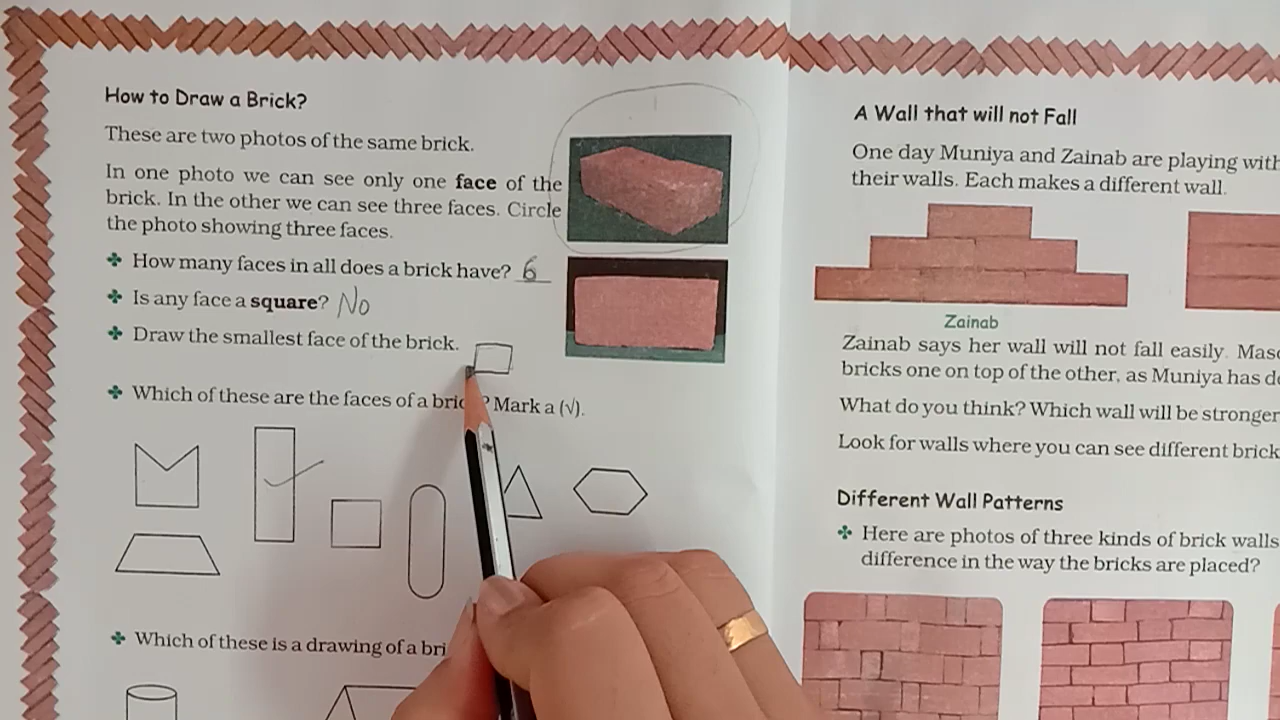 How to Draw a Brick?
These are two photos of the same brick.
In one photo we can see only one face of the
brick. In the other we can see three faces. Circle
the photo showing three faces.
How many faces in all does a brick have? 6
Is any face a square? No
Draw the smallest face of the brick.
Which of these are the faces of a ? Mark a (√).
Which of these is a drawing of a
A Wall that will not Fall
One day Muniya and Zainab are playing with
their walls. Each makes a different wall.
Zainab
Zainab says her wall will not fall easily.
bricks one on top of the other, as Muniya has
What do you think? Which wall will be stronger
Look for walls where you can see different brick
Different Wall Patterns
Here are photos of three kinds of brick walls
difference in the way the bricks are placed?